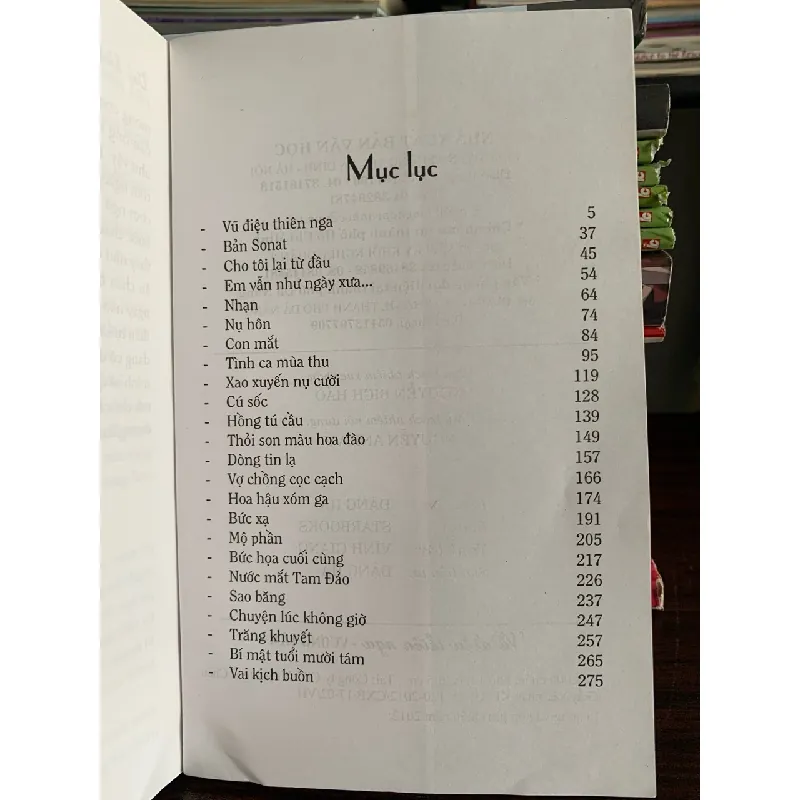 Mục lục
- Vũ điệu thiên nga 5
- Bản Sonat 37
- Cho tôi lại từ đầu 45
- Em vẫn như ngày xưa... 54
- Nhạn 64
- Nụ hôn 74
- Con mắt 84
- Tình ca mùa thu 95
- Xao xuyến nụ cười 119
- Cú sốc 128
- Hồng tú cầu 139
- Thỏi son màu hoa đào 149
- Dòng tin lạ 157
- Vợ chồng cọc cạch 166
- Hoa hậu xóm ga 174
- Bức xạ 191
- Mộ phần 205
- Bức họa cuối cùng 217
- Nước mắt Tam Đảo 226
- Sao băng 237
- Chuyện lúc không giờ 247
- Trăng khuyết 257
- Bí mật tuổi mười tám 265
- Vai kịch buồn 275